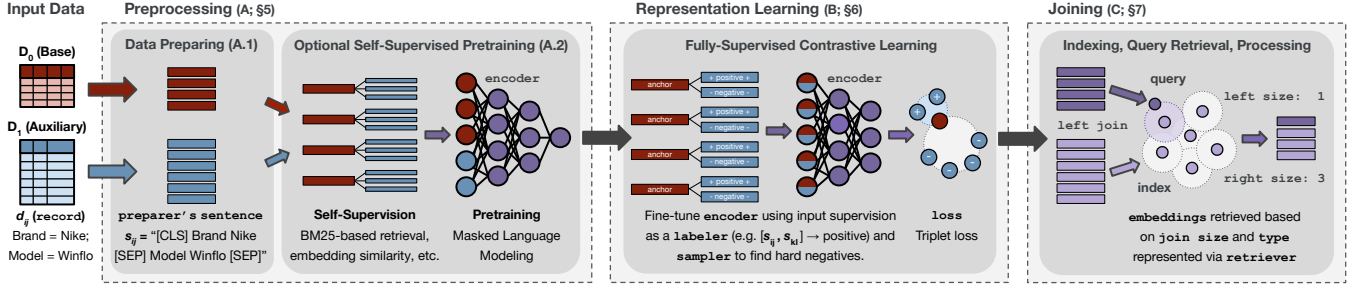 Input Data
Preprocessing (A; §5)
Representation Learning (B; §6)
Joining (C; §7)
D0 (Base)
D1 (Auxiliary)
dij (record)
Brand = Nike;
Model = Winflo
Data Preparing (A.1)
preparer's sentence
sij = “[CLS] Brand Nike
[SEP] Model Winflo [SEP]”
Optional Self-Supervised Pretraining (A.2)
encoder
Self-Supervision
BM25-based retrieval,
embedding similarity, etc.
Pretraining
Masked Language
Modeling
Fully-Supervised Contrastive Learning
anchor
+ positive +
- negative -
anchor
+ positive +
- negative -
anchor
+ positive +
- negative -
anchor
+ positive +
- negative -
encoder
+
+
-
-
-
-
Fine-tune encoder using input supervision
as a labeler (e.g. [sij, skl] → positive) and
sampler to find hard negatives.
loss
Triplet loss
Indexing, Query Retrieval, Processing
query
left size: 1
left join
right size: 3
index
embeddings retrieved based
on join size and type
represented via retriever